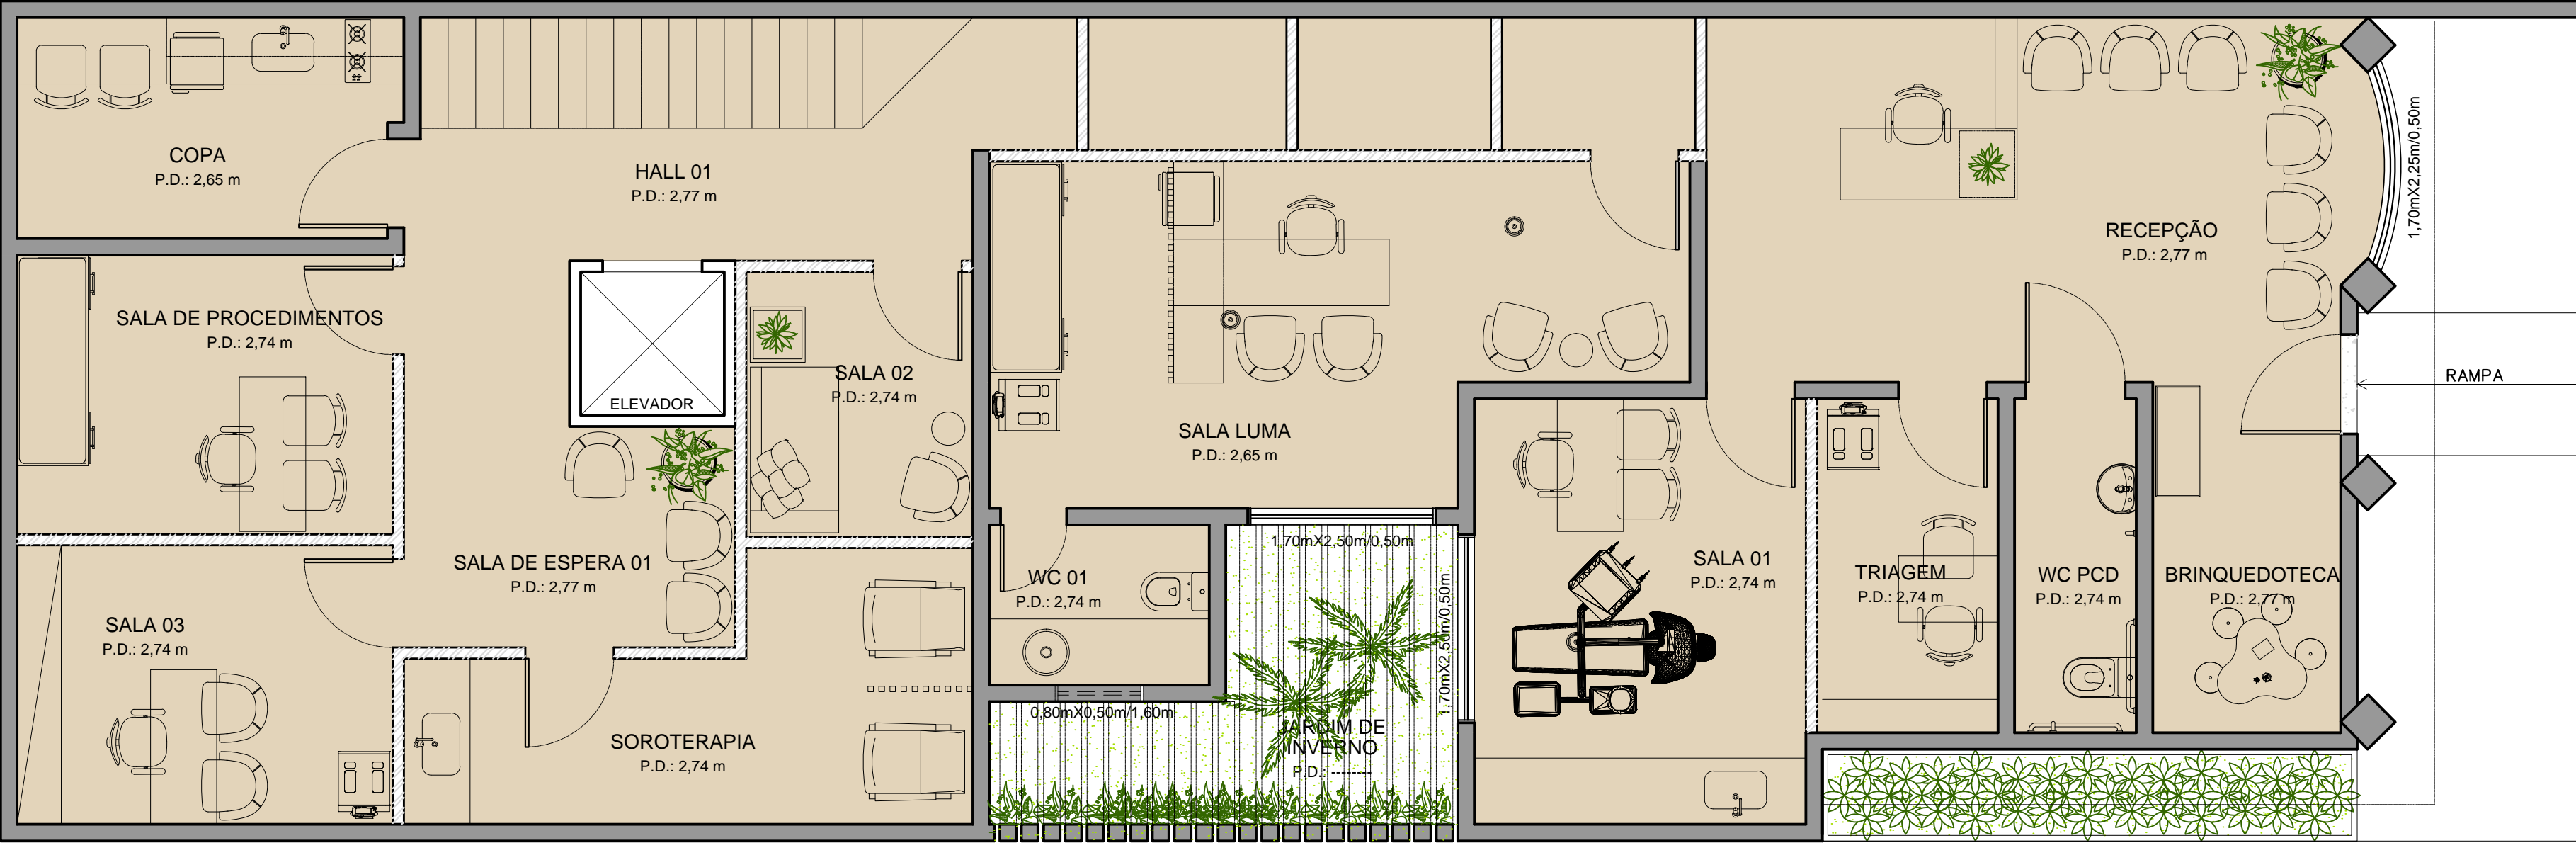 COPA
P.D.: 2,65 m
HALL 01
P.D.: 2,77 m
RECEPÇÃO
P.D.: 2,77 m
1,70mX2,25m/0,50m
SALA DE PROCEDIMENTOS
P.D.: 2,74 m
ELEVADOR
SALA 02
P.D.: 2,74 m
SALA LUMA
P.D.: 2,65 m
RAMPA
SALA DE ESPERA 01
P.D.: 2,77 m
WC 01
P.D.: 2,74 m
1,70mX2,50m/0,50m
1,70mX2,50m/0,50m
SALA 01
P.D.: 2,74 m
TRIAGEM
P.D.: 2,74 m
WC PCD
P.D.: 2,74 m
BRINQUEDOTECA
P.D.: 2,77 m
SALA 03
P.D.: 2,74 m
SOROTERAPIA
P.D.: 2,74 m
0,80mX0,50m/1,60m
JARDIM DE
INVERNO
P.D.: --------